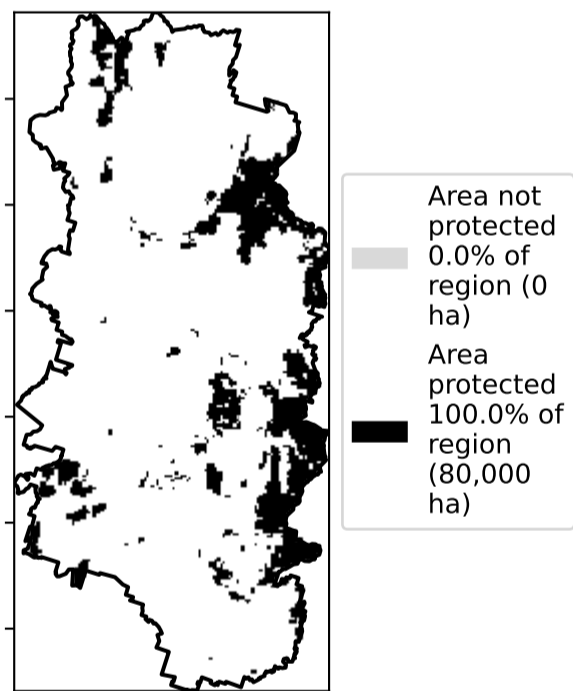 Area not
protected
0.0% of
region (0
ha)
Area
protected
100.0% of
region
(80,000
ha)